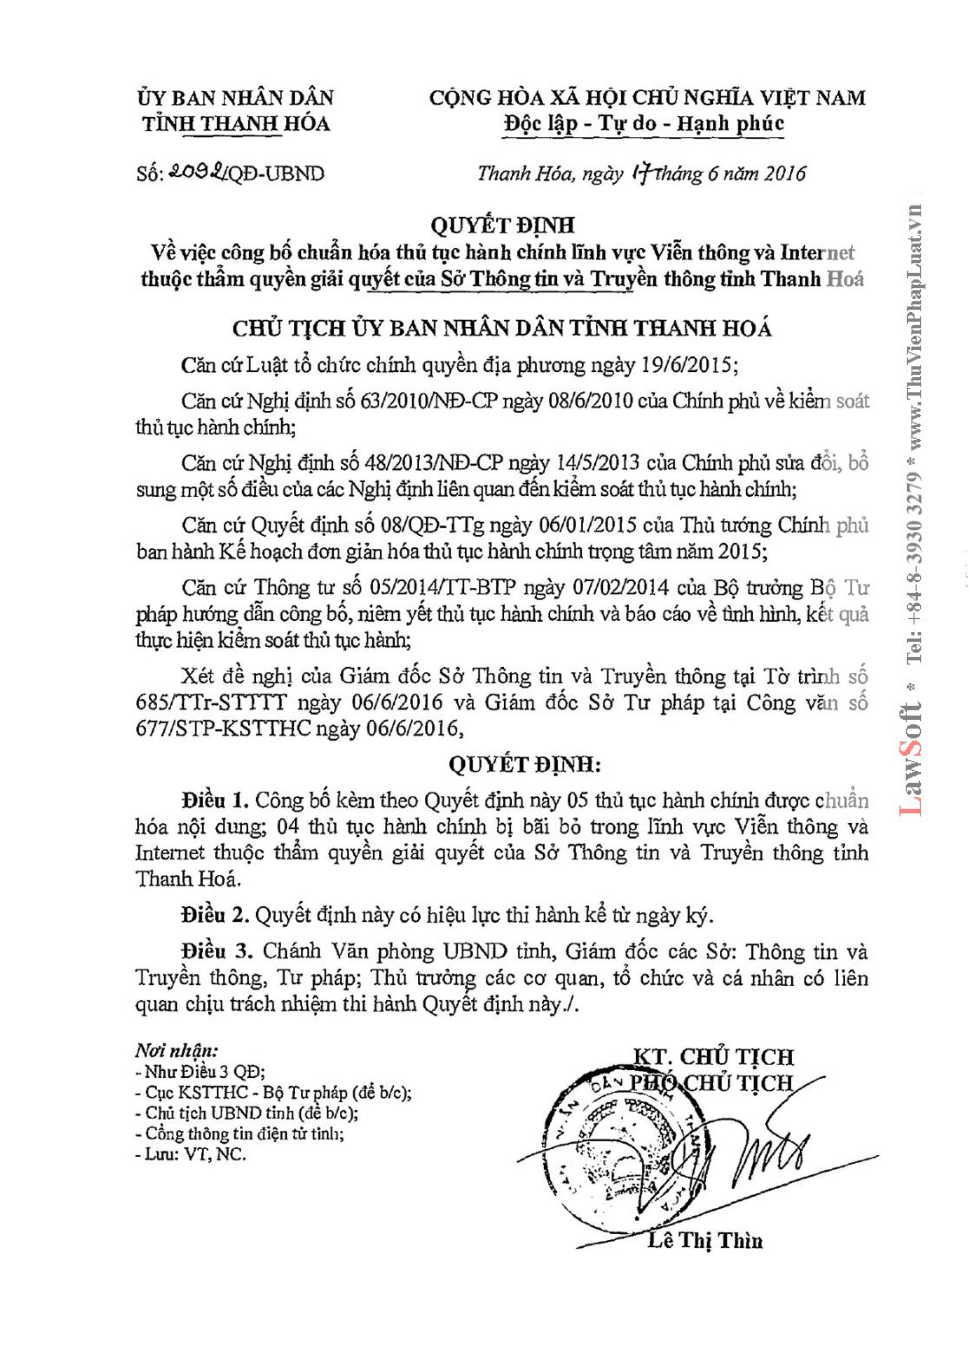 ỦY BAN NHÂN DÂN
TỈNH THANH HÓA
CỘNG HÒA XÃ HỘI CHỦ NGHĨA VIỆT NAM
Độc lập - Tự do - Hạnh phúc
Số: 2092/QĐ-UBND
Thanh Hóa, ngày 17 tháng 6 năm 2016
QUYẾT ĐỊNH
Về việc công bố chuẩn hóa thủ tục hành chính lĩnh vực Viễn thông và Internet
thuộc thẩm quyền giải quyết của Sở Thông tin và Truyền thông tỉnh Thanh Hoá
CHỦ TỊCH ỦY BAN NHÂN DÂN TỈNH THANH HOÁ
Căn cứ Luật tổ chức chính quyền địa phương ngày 19/6/2015;
Căn cứ Nghị định số 63/2010/NĐ-CP ngày 08/6/2010 của Chính phủ về kiểm soát
thủ tục hành chính;
Căn cứ Nghị định số 48/2013/NĐ-CP ngày 14/5/2013 của Chính phủ sửa đổi, bổ
sung một số điều của các Nghị định liên quan đến kiểm soát thủ tục hành chính;
Căn cứ Quyết định số 08/QĐ-TTg ngày 06/01/2015 của Thủ tướng Chính phủ
ban hành Kế hoạch đơn giản hóa thủ tục hành chính trọng tâm năm 2015;
Căn cứ Thông tư số 05/2014/TT-BTP ngày 07/02/2014 của Bộ trưởng Bộ Tư
pháp hướng dẫn công bố, niêm yết thủ tục hành chính và báo cáo về tình hình, kết quả
thực hiện kiểm soát thủ tục hành;
Xét đề nghị của Giám đốc Sở Thông tin và Truyền thông tại Tờ trình số
685/TTr-STTTT ngày 06/6/2016 và Giám đốc Sở Tư pháp tại Công văn số
677/STP-KSTTHC ngày 06/6/2016,
QUYẾT ĐỊNH:
Điều 1. Công bố kèm theo Quyết định này 05 thủ tục hành chính được chuẩn
hóa nội dung; 04 thủ tục hành chính bị bãi bỏ trong lĩnh vực Viễn thông và
Internet thuộc thẩm quyền giải quyết của Sở Thông tin và Truyền thông tỉnh
Thanh Hoá.
Điều 2. Quyết định này có hiệu lực thi hành kể từ ngày ký.
Điều 3. Chánh Văn phòng UBND tỉnh, Giám đốc các Sở: Thông tin và
Truyền thông, Tư pháp; Thủ trưởng các cơ quan, tổ chức và cá nhân có liên
quan chịu trách nhiệm thi hành Quyết định này./.
Nơi nhận:
- Như Điều 3 QĐ;
- Cục KSTTHC - Bộ Tư pháp (để b/c);
- Chủ tịch UBND tỉnh (để b/c);
- Cổng thông tin điện tử tỉnh;
- Lưu: VT, NC.
KT. CHỦ TỊCH
PHÓ CHỦ TỊCH
Lê Thị Thìn
LawSoft * Tel: +84-8-3930 3279 * www.ThuVienPhapLuat.vn